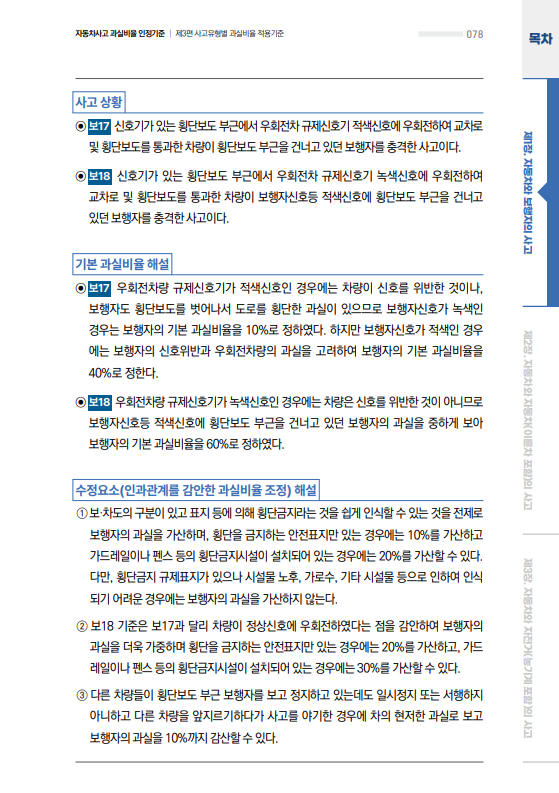 자동차사고 과실비율 인정기준 | 제3편 사고유형별 과실비율 적용기준
078
목차
사고 상황
◉ 보17 신호기가 있는 횡단보도 부근에서 우회전차 규제신호기 적색신호에 우회전하여 교차로
및 횡단보도를 통과한 차량이 횡단보도 부근을 건너고 있던 보행자를 충격한 사고이다.
◉ 보18 신호기가 있는 횡단보도 부근에서 우회전차 규제신호기 녹색신호에 우회전하여
교차로 및 횡단보도를 통과한 차량이 보행자신호등 적색신호에 횡단보도 부근을 건너고
있던 보행자를 충격한 사고이다.
기본 과실비율 해설
◉ 보17 우회전차량 규제신호기가 적색신호인 경우에는 차량이 신호를 위반한 것이나,
보행자도 횡단보도를 벗어나서 도로를 횡단한 과실이 있으므로 보행자신호가 녹색인
경우는 보행자의 기본 과실비율을 10%로 정하였다. 하지만 보행자신호가 적색인 경우
에는 보행자의 신호위반과 우회전차량의 과실을 고려하여 보행자의 기본 과실비율을
40%로 정한다.
◉ 보18 우회전차량 규제신호기가 녹색신호인 경우에는 차량은 신호를 위반한 것이 아니므로
보행자신호등 적색신호에 횡단보도 부근을 건너고 있던 보행자의 과실을 중하게 보아
보행자의 기본 과실비율을 60%로 정하였다.
수정요소(인과관계를 감안한 과실비율 조정) 해설
① 보·차도의 구분이 있고 표지 등에 의해 횡단금지라는 것을 쉽게 인식할 수 있는 것을 전제로
보행자의 과실을 가산하며, 횡단을 금지하는 안전표지만 있는 경우에는 10%를 가산하고
가드레일이나 펜스 등의 횡단금지시설이 설치되어 있는 경우에는 20%를 가산할 수 있다.
다만, 횡단금지 규제표지가 있으나 시설물 노후, 가로수, 기타 시설물 등으로 인하여 인식
되기 어려운 경우에는 보행자의 과실을 가산하지 않는다.
② 보18 기준은 보17과 달리 차량이 정상신호에 우회전하였다는 점을 감안하여 보행자의
과실을 더욱 가중하며 횡단을 금지하는 안전표지만 있는 경우에는 20%를 가산하고, 가드
레일이나 펜스 등의 횡단금지시설이 설치되어 있는 경우에는 30%를 가산할 수 있다.
③ 다른 차량들이 횡단보도 부근 보행자를 보고 정지하고 있는데도 일시정지 또는 서행하지
아니하고 다른 차량을 앞지르기하다가 사고를 야기한 경우에 차의 현저한 과실로 보고
보행자의 과실을 10%까지 감산할 수 있다.
제1장. 자동차와 보행자의 사고
제2장. 자동차와 자동차(이륜차 포함)의 사고
제3장. 자동차와 자전거(농기계 포함)의 사고